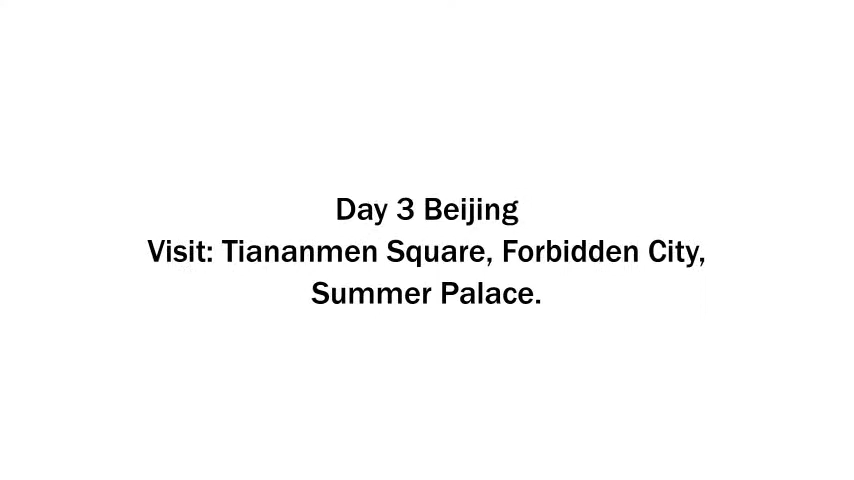 Day 3 Beijing
Visit: Tiananmen Square, Forbidden City,
Summer Palace.